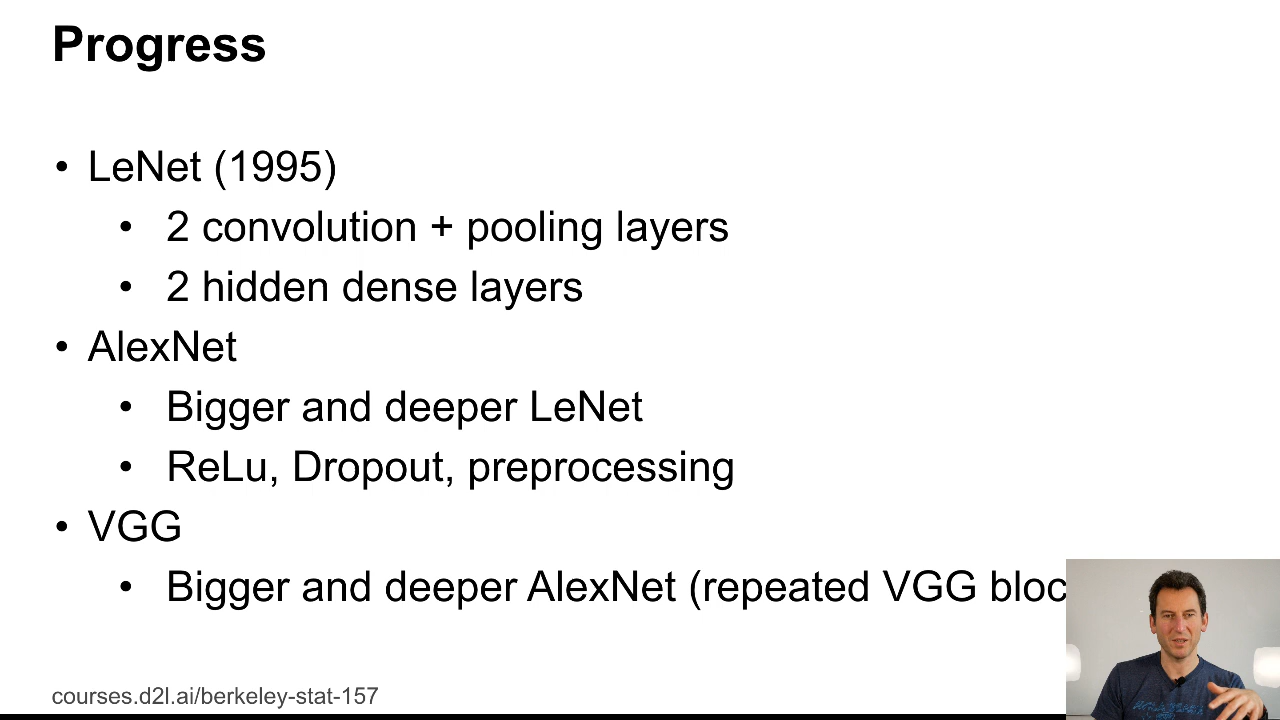 Progress
• LeNet (1995)
• 2 convolution + pooling layers
• 2 hidden dense layers
• AlexNet
• Bigger and deeper LeNet
• ReLu, Dropout, preprocessing
• VGG
• Bigger and deeper AlexNet (repeated VGG bloc
courses.d2l.ai/berkeley-stat-157